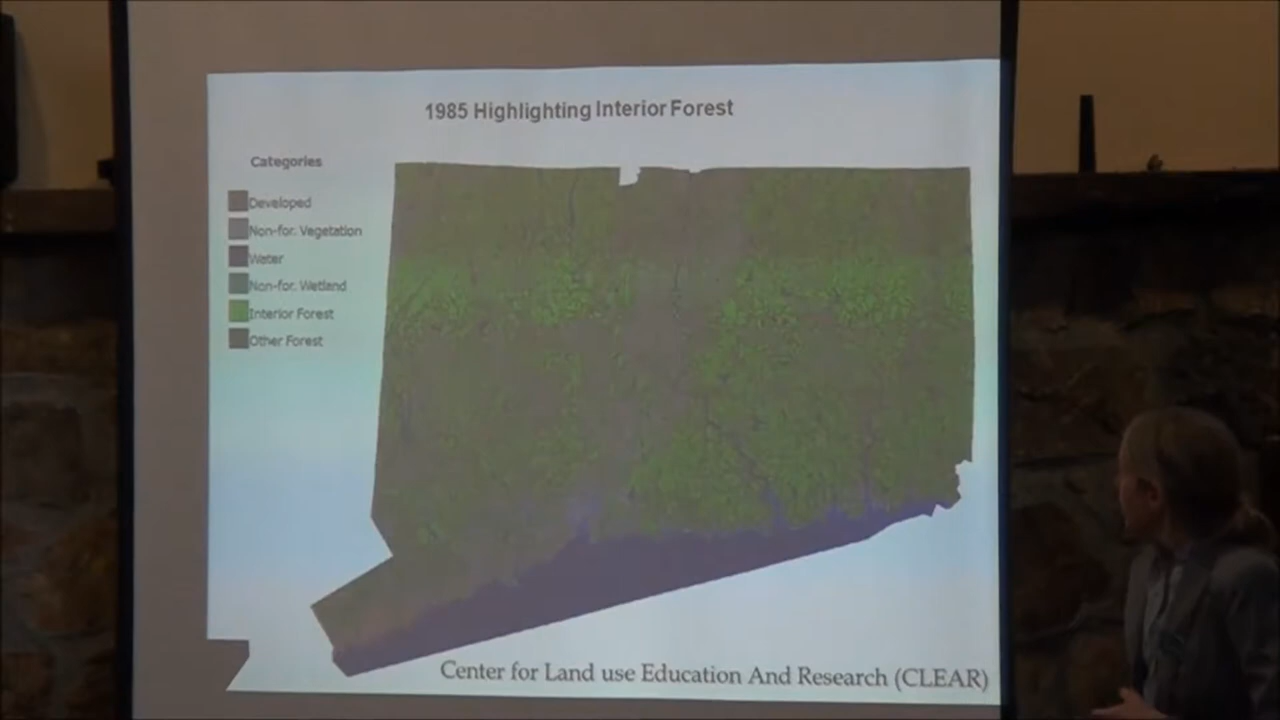 1985 Highlighting Interior Forest
Categories
Developed
Non-for. Vegetation
Water
Non-for. Wetland
Interior Forest
Other Forest
Center for Land use Education And Research (CLEAR)